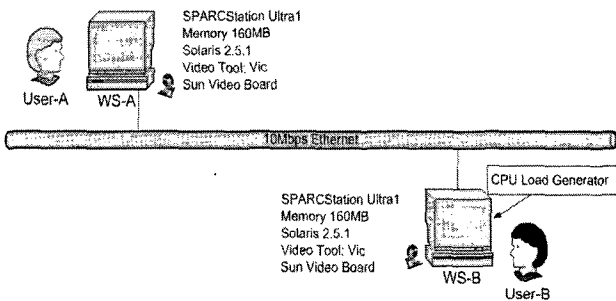 SPARCStation Ultra1
Memory 160MB
Solaris 2.5.1
Video Tool: Vic
Sun Video Board
User-A
WS-A
10Mbps Ethernet
CPU Load Generator
SPARCStation Ultra1
Memory 160MB
Solaris 2.5.1
Video Tool: Vic
Sun Video Board
WS-B
User-B